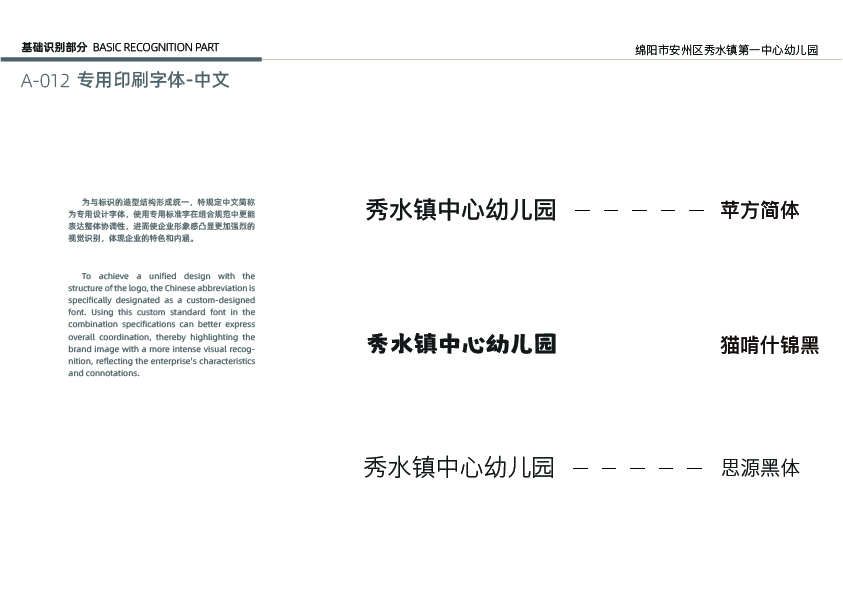 基础识别部分 BASIC RECOGNITION PART
绵阳市安州区秀水镇第一中心幼儿园
A-012 专用印刷字体-中文
为与标识的造型结构形成统一，特规定中文简称
为专用设计字体，使用专用标准字在组合规范中更能
表达整体协调性，进而使企业形象感凸显更加强烈的
视觉识别，体现企业的特色和内涵。
To achieve a unified design with the
structure of the logo, the Chinese abbreviation is
specifically designated as a custom-designed
font. Using this custom standard font in the
combination specifications can better express
overall coordination, thereby highlighting the
brand image with a more intense visual recog-
nition, reflecting the enterprise's characteristics
and connotations.
秀水镇中心幼儿园 — — — — — 苹方简体
秀水镇中心幼儿园 猫啃什锦黑
秀水镇中心幼儿园 — — — — — 思源黑体